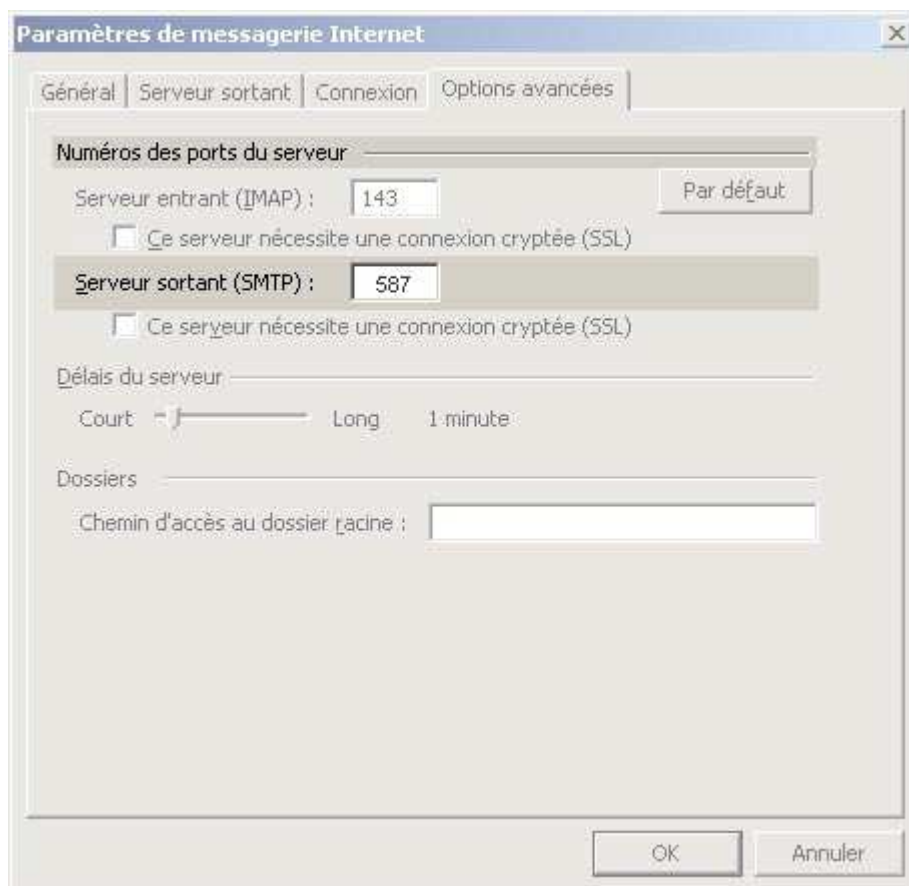 Paramètres de messagerie Internet
Général Serveur sortant Connexion Options avancées
Numéros des ports du serveur
Serveur entrant (IMAP) : 143 Par défaut
Ce serveur nécessite une connexion cryptée (SSL)
Serveur sortant (SMTP) : 587
Ce serveur nécessite une connexion cryptée (SSL)
Délais du serveur
Court Long 1 minute
Dossiers
Chemin d'accès au dossier racine :
OK Annuler